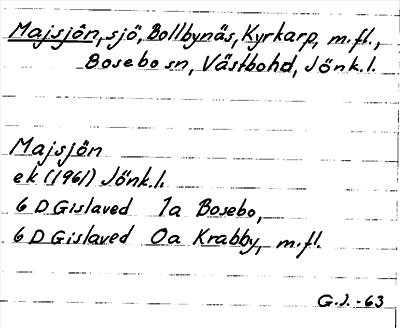 Majsjön, sjö, Bollbynäs, Kyrkarp, m.fl.,
Bosebo sn, Västbohd, Jönk.l.
Majsjön
ek (1961) Jönk.l.
6 D Gislaved 1a Bosebo,
6 D Gislaved 0a Krabby, m.fl.
G.J. -63